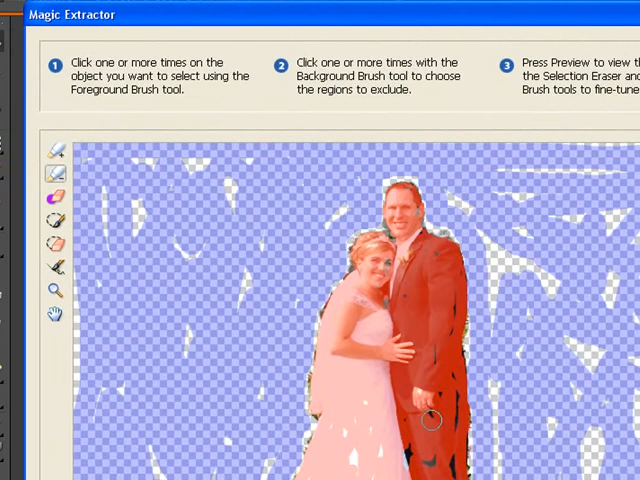 Magic Extractor
1 Click one or more times on the
object you want to select using the
Foreground Brush tool.
2 Click one or more times with the
Background Brush tool to choose
the regions to exclude.
3 Press Preview to view
the Selection Eraser and
Brush tools to fine-tune